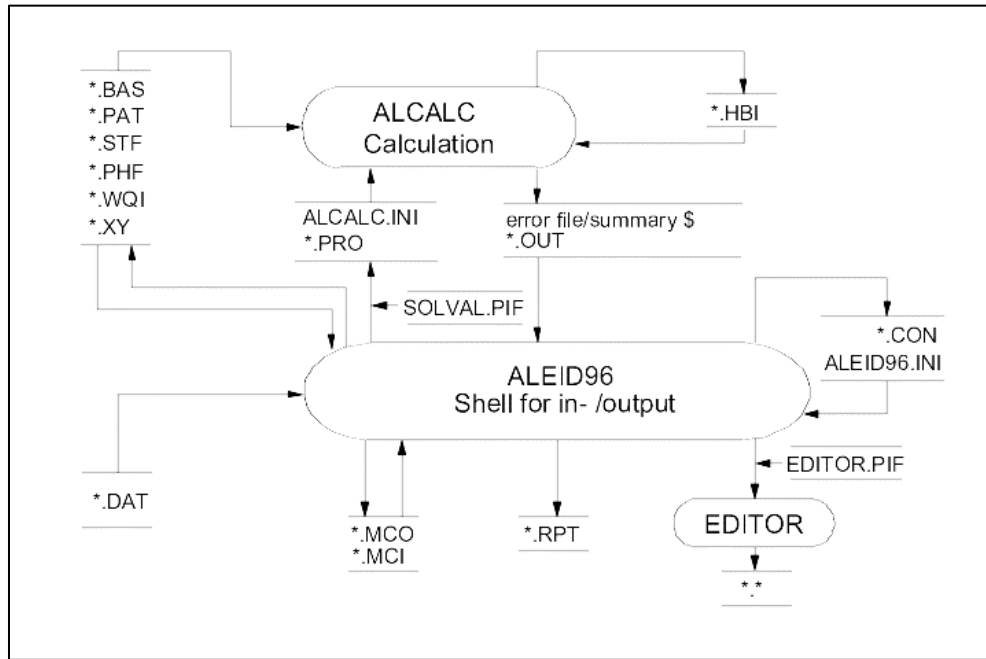 *.BAS
*.PAT
*.STF
*.PHF
*.WQI
*.XY
ALCALC
Calculation
*.HBI
ALCALC.INI
*.PRO
error file/summary $
*.OUT
SOLVAL.PIF
*.CON
ALEID96.INI
ALEID96
Shell for in- /output
*.DAT
EDITOR.PIF
*.MCO
*.MCI
*.RPT
EDITOR
*.*